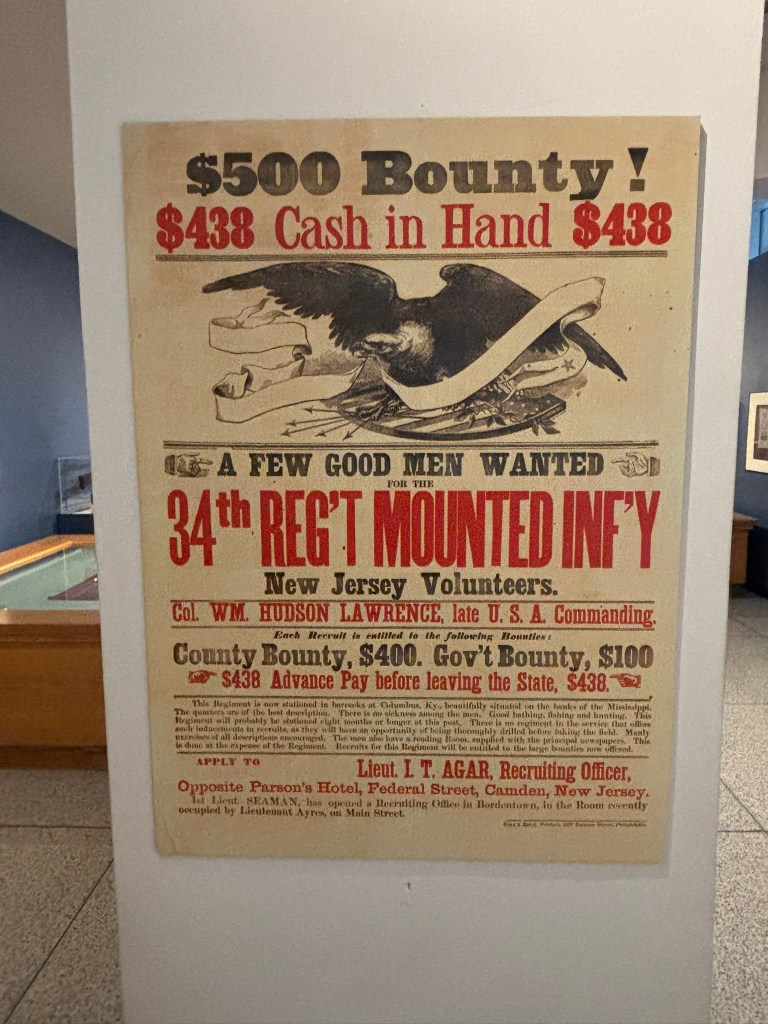 $500 Bounty!
$438 Cash in Hand $438
A FEW GOOD MEN WANTED
FOR THE
34th REG'T MOUNTED INF'Y
New Jersey Volunteers.
Col. WM. HUDSON LAWRENCE, late U. S. A. Commanding.
Each Recruit is entitled to the following Bounties:
County Bounty, $400. Gov't Bounty, $100
$438 Advance Pay before leaving the State, $438.
This Regiment is now stationed in barracks at Columbus, Ky., beautifully situated on the banks of the Mississippi.
The quarters are of the best description. There is no sickness among the men. Good bathing, fishing and hunting. This
Regiment will probably be stationed eight months or longer at this post. There is no regiment in the service that offers
such inducements to recruits, as they will have an opportunity of being thoroughly drilled before taking the field. Manly
exercises of all descriptions encouraged. The men also have a reading Room, supplied with the principal newspapers. This
is done at the expense of the Regiment. Recruits for this Regiment will be entitled to the large bounties now offered.
APPLY TO
Lieut. I. T. AGAR, Recruiting Officer,
Opposite Parson's Hotel, Federal Street, Camden, New Jersey.
1st Lieut. SEAMAN, has opened a Recruiting Office in Bordentown, in the Room recently
occupied by Lieutenant Ayres, on Main Street.
Printers, Street, Philadelphia.